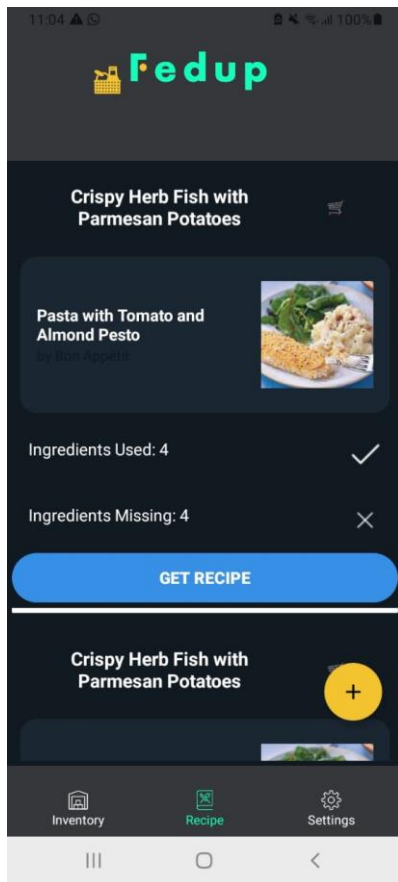 11:04
100%
Fedup
Crispy Herb Fish with
Parmesan Potatoes
Pasta with Tomato and
Almond Pesto
by Bon Appetit
Ingredients Used: 4
Ingredients Missing: 4
GET RECIPE
Crispy Herb Fish with
Parmesan Potatoes
+
Inventory
Recipe
Settings